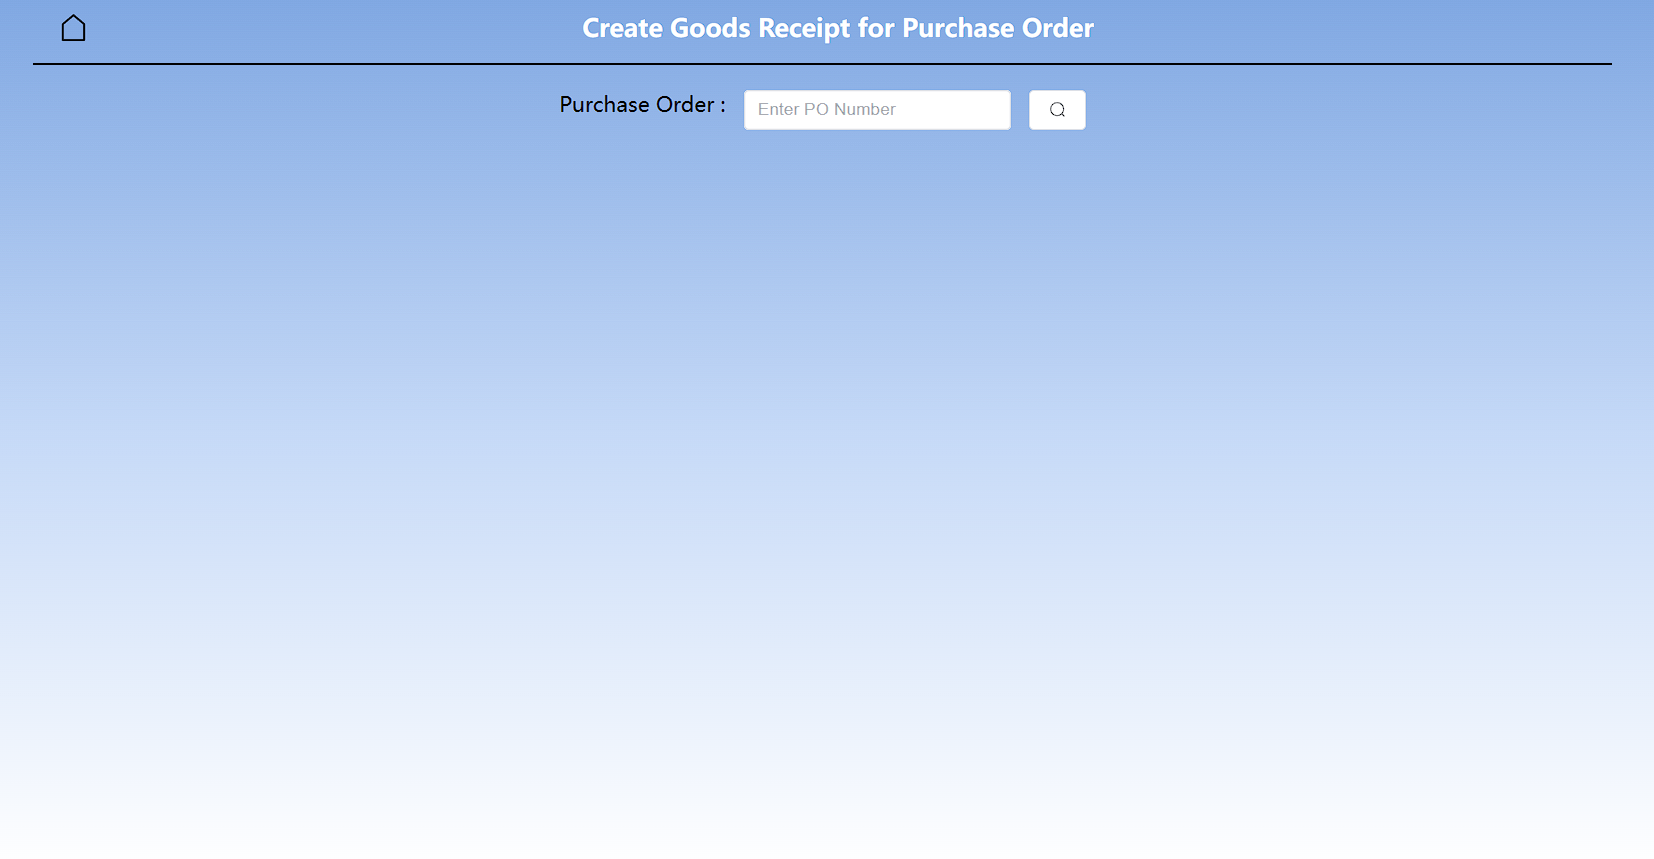 Create Goods Receipt for Purchase Order
Purchase Order :
Enter PO Number